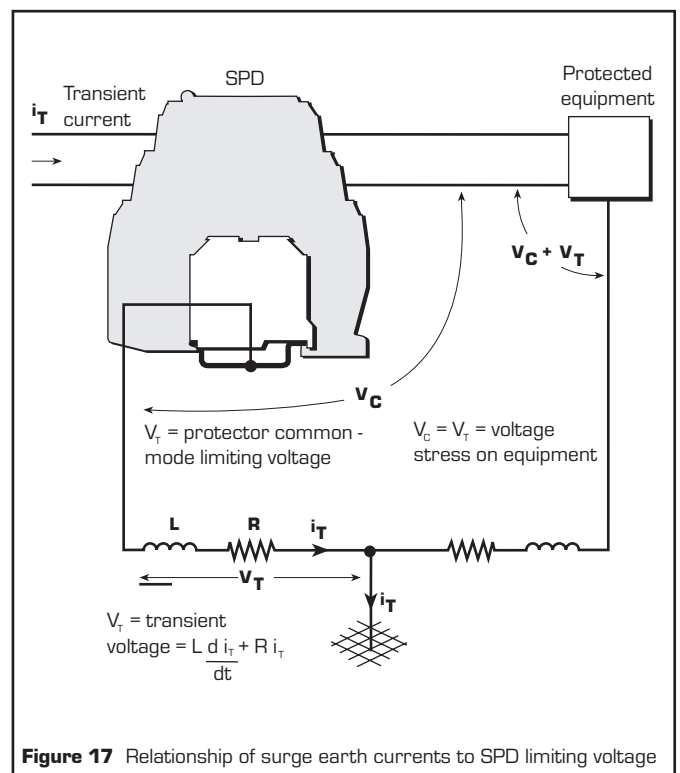 SPD
Protected
equipment
Transient
current
iT
VC + VT
VC
VT = protector common -
mode limiting voltage
VC = VT = voltage
stress on equipment
L
R
iT
VT
iT
VT = transient
voltage = L d iT + R iT
dt
Figure 17 Relationship of surge earth currents to SPD limiting voltage